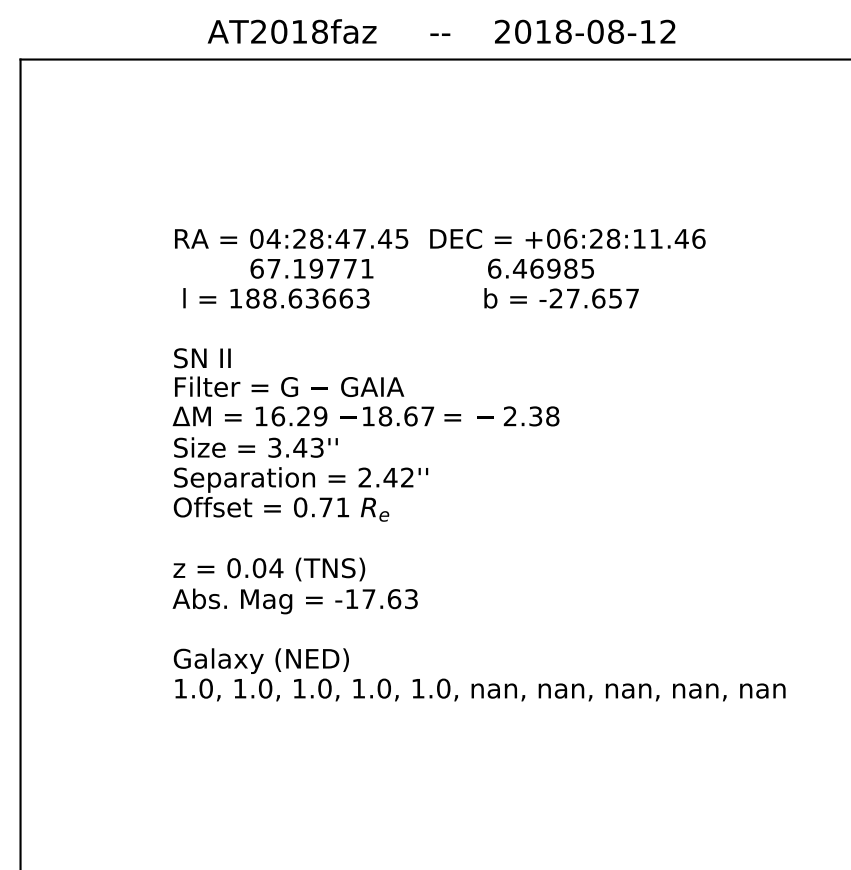 AT2018faz -- 2018-08-12
RA = 04:28:47.45 DEC = +06:28:11.46
67.19771 6.46985
l = 188.63663 b = -27.657
SN II
Filter = G − GAIA
ΔM = 16.29 −18.67 = − 2.38
Size = 3.43''
Separation = 2.42''
Offset = 0.71 Rₑ
z = 0.04 (TNS)
Abs. Mag = -17.63
Galaxy (NED)
1.0, 1.0, 1.0, 1.0, 1.0, nan, nan, nan, nan, nan